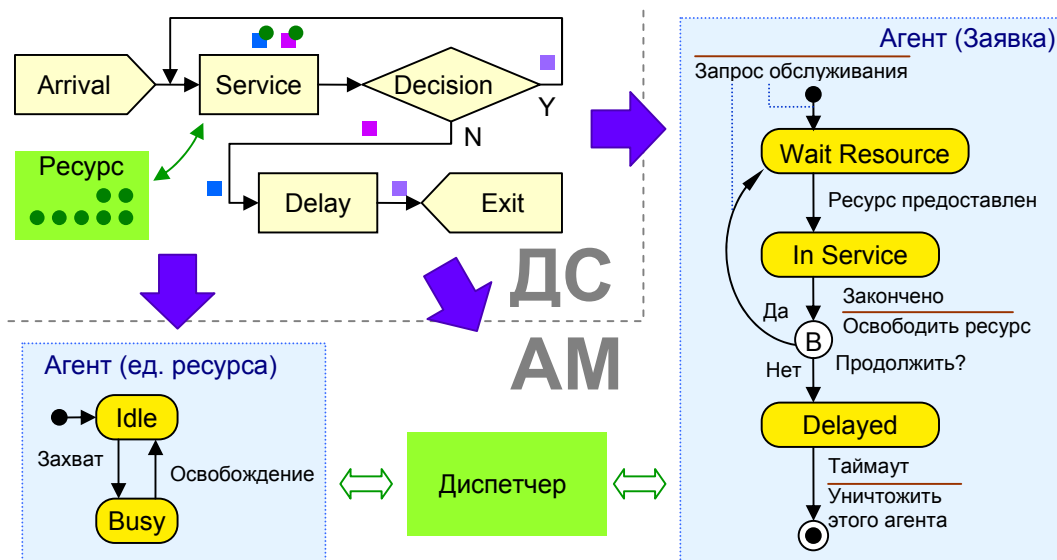 Arrival
Service
Decision
Y
N
Ресурс
Delay
Exit
ДС
АМ
Агент (ед. ресурса)
Idle
Захват
Освобождение
Busy
Диспетчер
Агент (Заявка)
Запрос обслуживания
Wait Resource
Ресурс предоставлен
In Service
Закончено
Да
Освободить ресурс
B
Нет
Продолжить?
Delayed
Таймаут
Уничтожить
этого агента